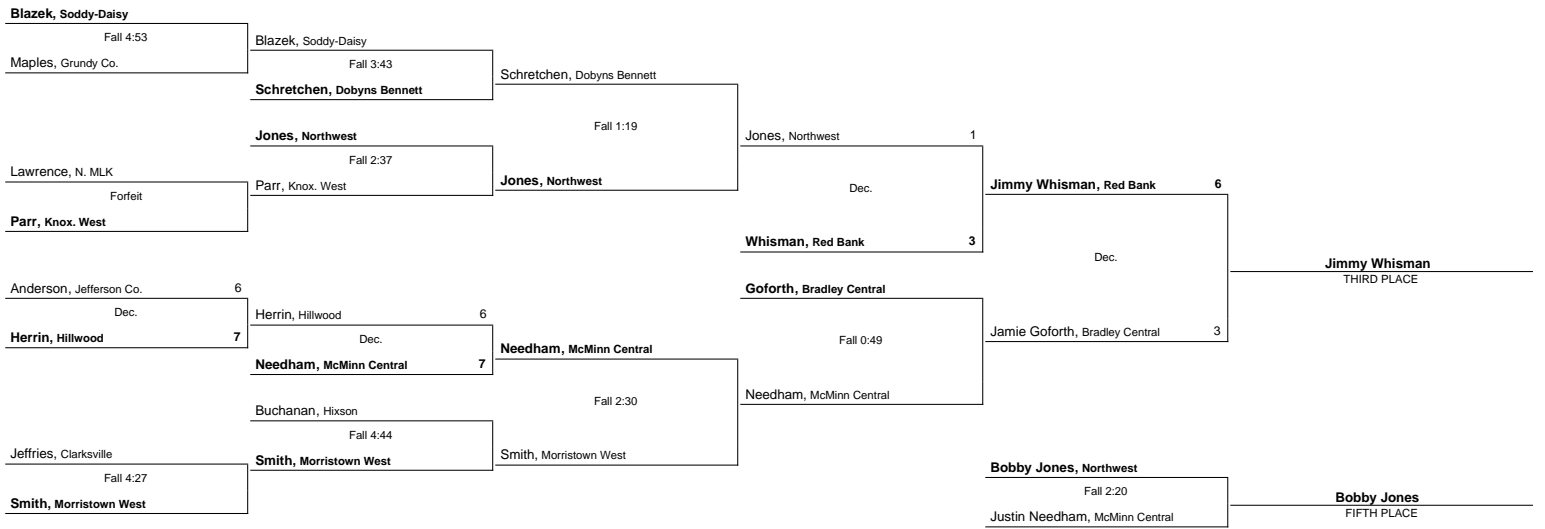 Blazek, Soddy-Daisy
Fall 4:53
Maples, Grundy Co.
Lawrence, N. MLK
Forfeit
Parr, Knox. West
Anderson, Jefferson Co. 6
Dec.
Herrin, Hillwood 7
Jeffries, Clarksville
Fall 4:27
Smith, Morristown West
Blazek, Soddy-Daisy
Fall 3:43
Schretchen, Dobyns Bennett
Jones, Northwest
Fall 2:37
Parr, Knox. West
Herrin, Hillwood 6
Dec.
Needham, McMinn Central 7
Buchanan, Hixson
Fall 4:44
Smith, Morristown West
Schretchen, Dobyns Bennett
Fall 1:19
Jones, Northwest
Needham, McMinn Central
Fall 2:30
Smith, Morristown West
Jones, Northwest 1
Dec.
Whisman, Red Bank 3
Goforth, Bradley Central
Fall 0:49
Needham, McMinn Central
Jimmy Whisman, Red Bank 6
Dec.
Jamie Goforth, Bradley Central 3
Jimmy Whisman
THIRD PLACE
Bobby Jones, Northwest
Fall 2:20
Justin Needham, McMinn Central
Bobby Jones
FIFTH PLACE